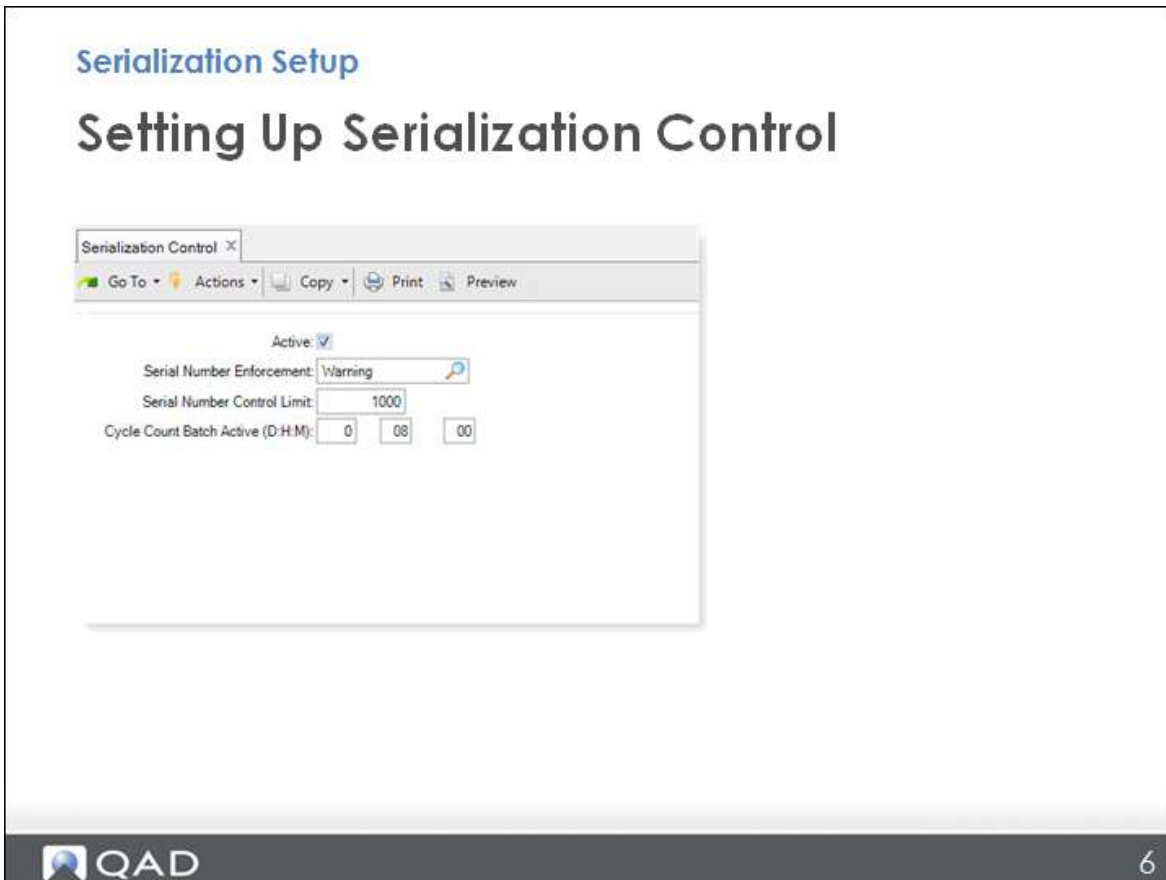 Serialization Setup
Setting Up Serialization Control
Serialization Control
Go To Actions Copy Print Preview
Active:
Serial Number Enforcement: Warning
Serial Number Control Limit: 1000
Cycle Count Batch Active (D:H:M): 0 08 00
QAD 6